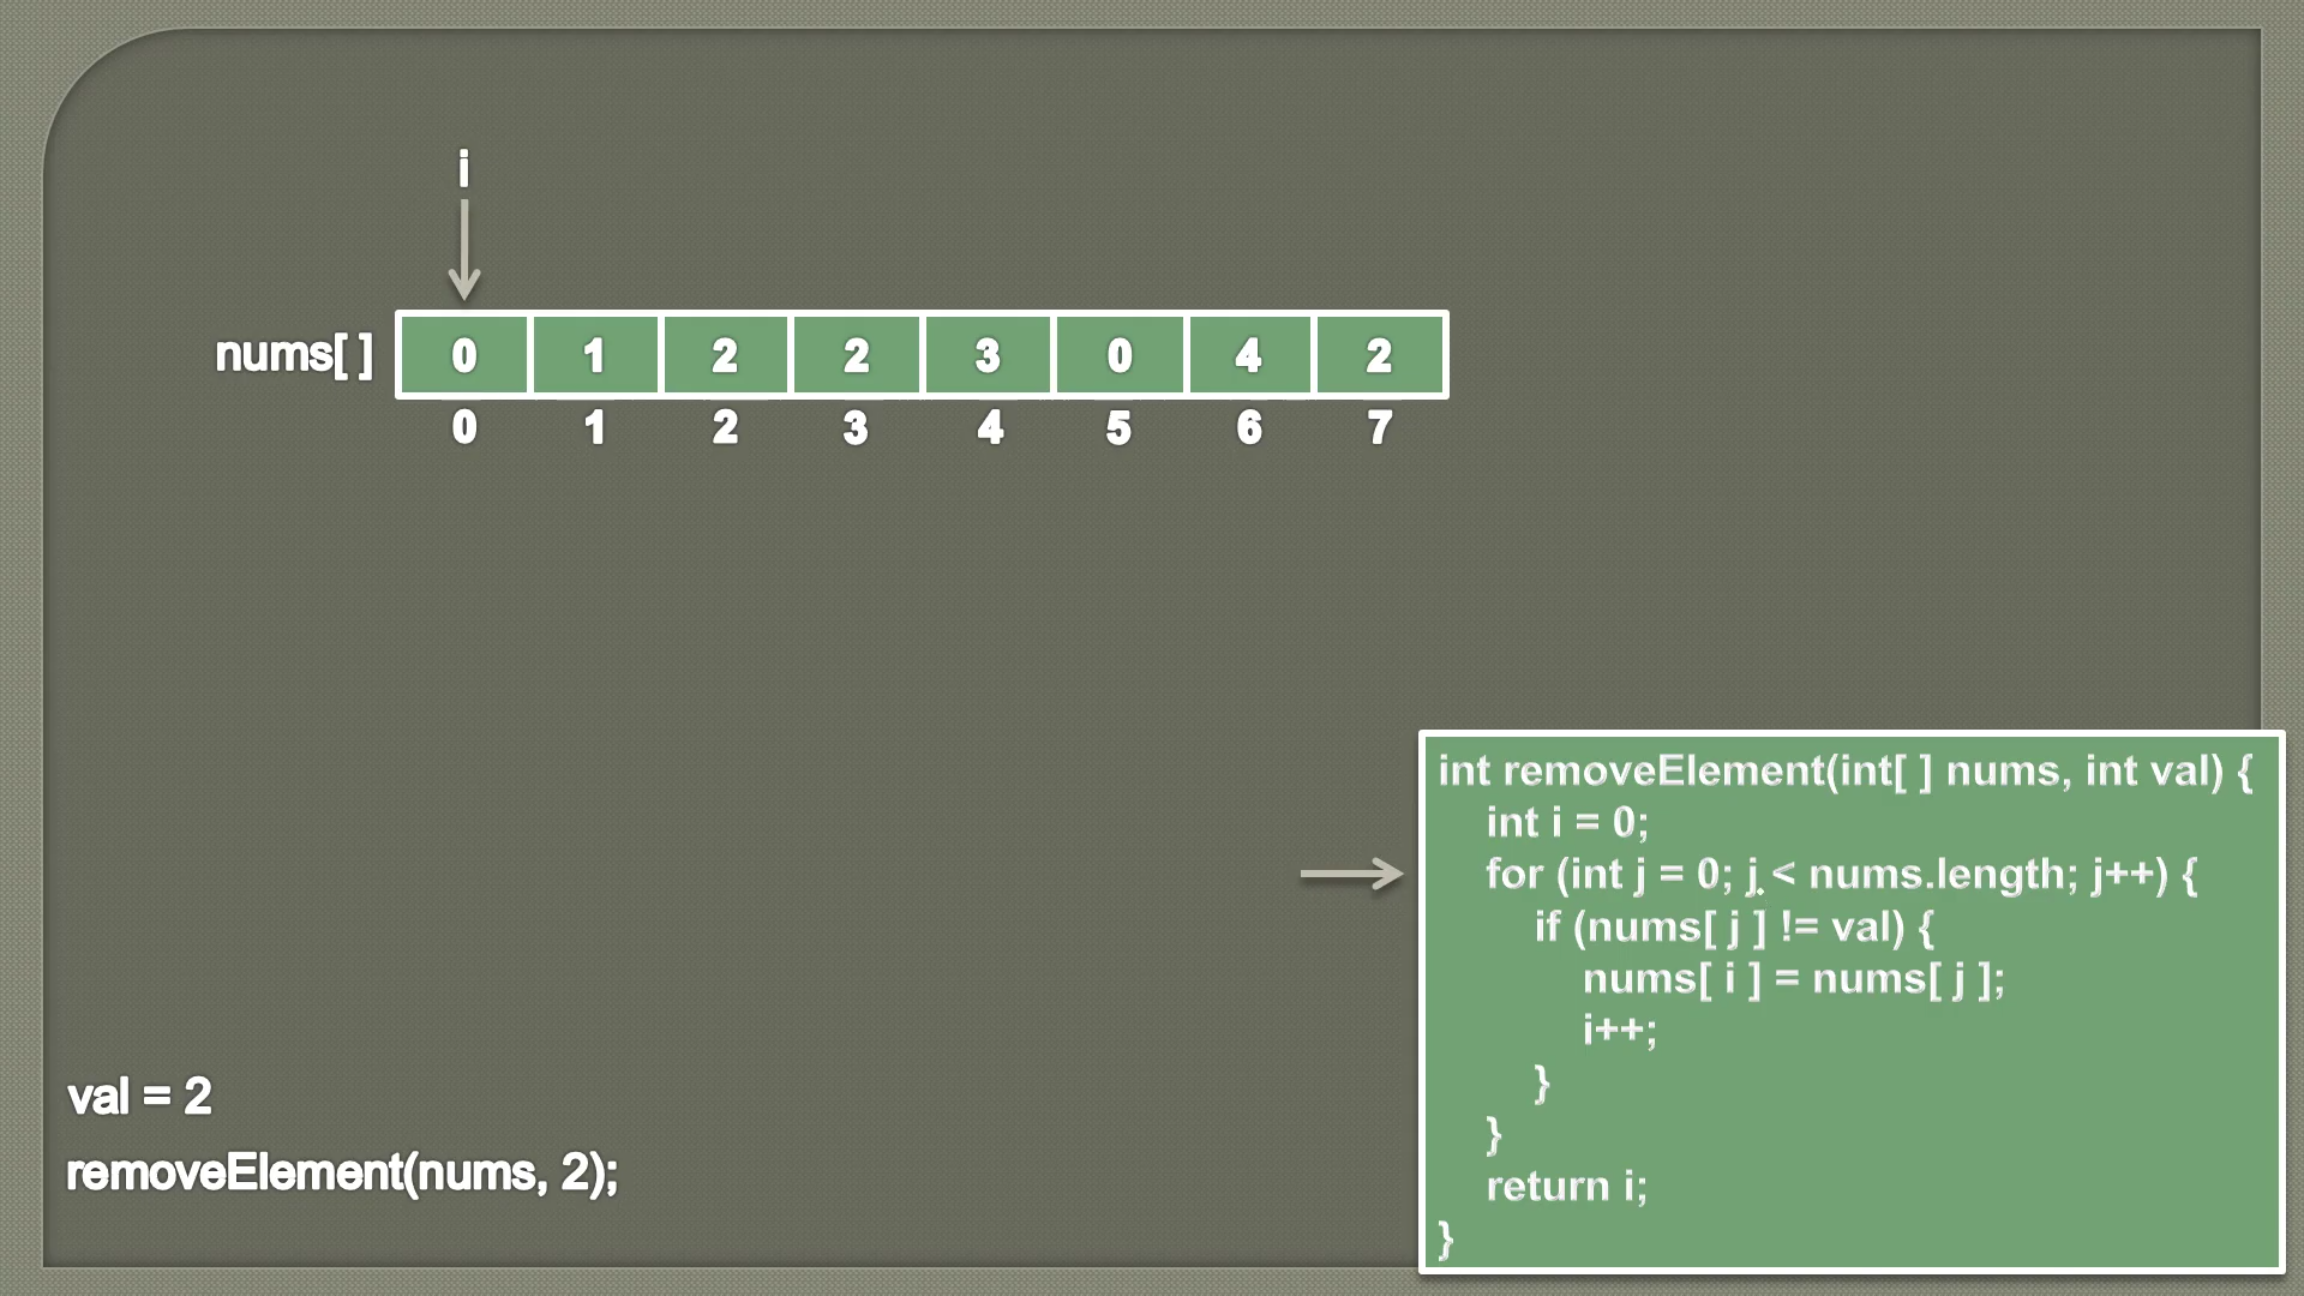 i
nums[ ] 0 1 2 2 3 0 4 2
0 1 2 3 4 5 6 7
int removeElement(int[ ] nums, int val) {
int i = 0;
for (int j = 0; j < nums.length; j++) {
if (nums[ j ] != val) {
nums[ i ] = nums[ j ];
i++;
}
}
return i;
}
val = 2
removeElement(nums, 2);